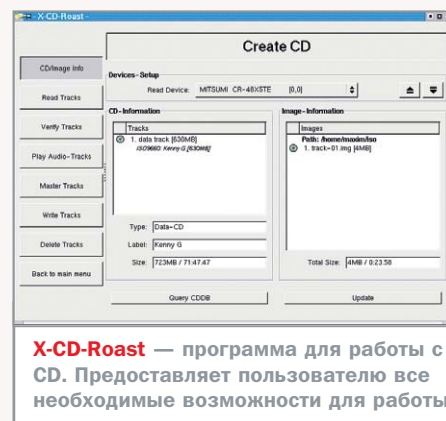 X-CD-Roast
Create CD
CD/Image Info
Read Tracks
Verify Tracks
Play Audio-Tracks
Master Tracks
Write Tracks
Delete Tracks
Back to main menu
Devices-Setup
Read Device: MITSUMI CR-48X5TE [0,0]
CD-Information
Tracks
1. data track [630MB]
ISO9660: Kenny G [630MB]
Type: Data-CD
Label: Kenny G
Size: 723MB / 71:47.47
Query CDDB
Image-Information
Images
Path: /home/maxim/iso
1. track-01.img [4MB]
Total Size: 4MB / 0:23.58
Update
X-CD-Roast — программа для работы с
CD. Предоставляет пользователю все
необходимые возможности для работы